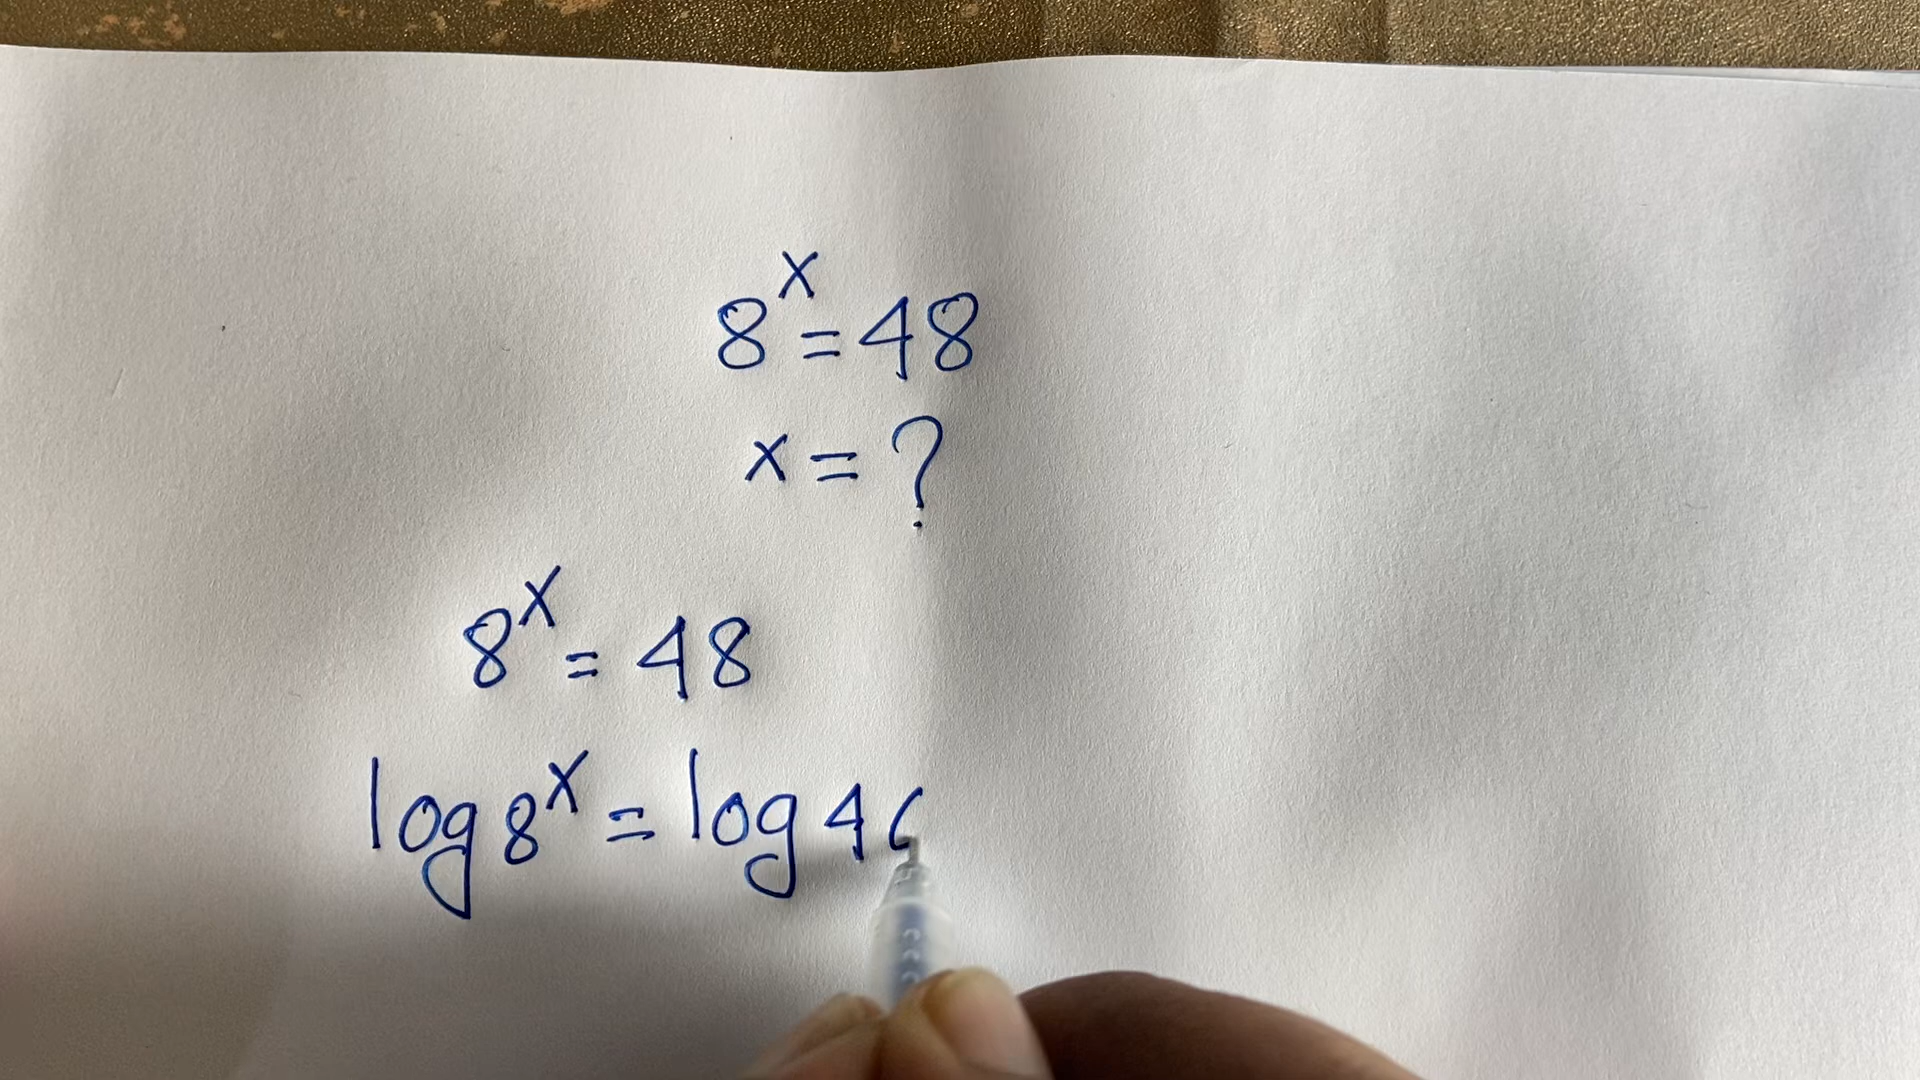 8^x = 48
x = ?
8^x = 48
log 8^x = log 4